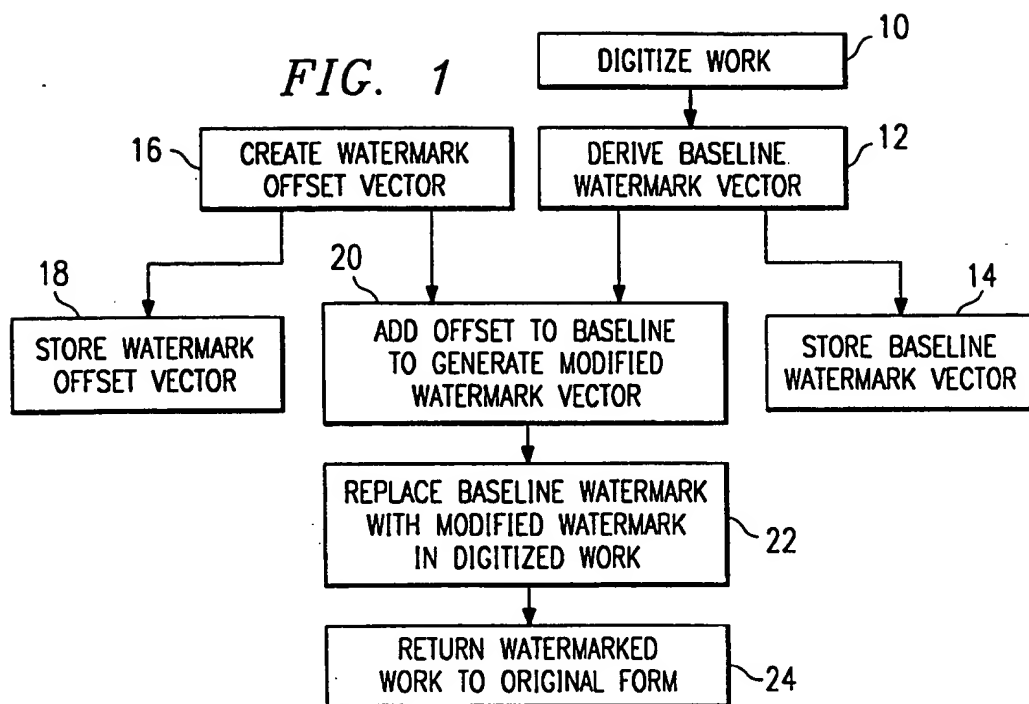 FIG. 1
10
DIGITIZE WORK
16
CREATE WATERMARK
OFFSET VECTOR
DERIVE BASELINE
WATERMARK VECTOR
12
18
STORE WATERMARK
OFFSET VECTOR
20
ADD OFFSET TO BASELINE
TO GENERATE MODIFIED
WATERMARK VECTOR
14
STORE BASELINE
WATERMARK VECTOR
REPLACE BASELINE WATERMARK
WITH MODIFIED WATERMARK
IN DIGITIZED WORK
22
RETURN WATERMARKED
WORK TO ORIGINAL FORM
24